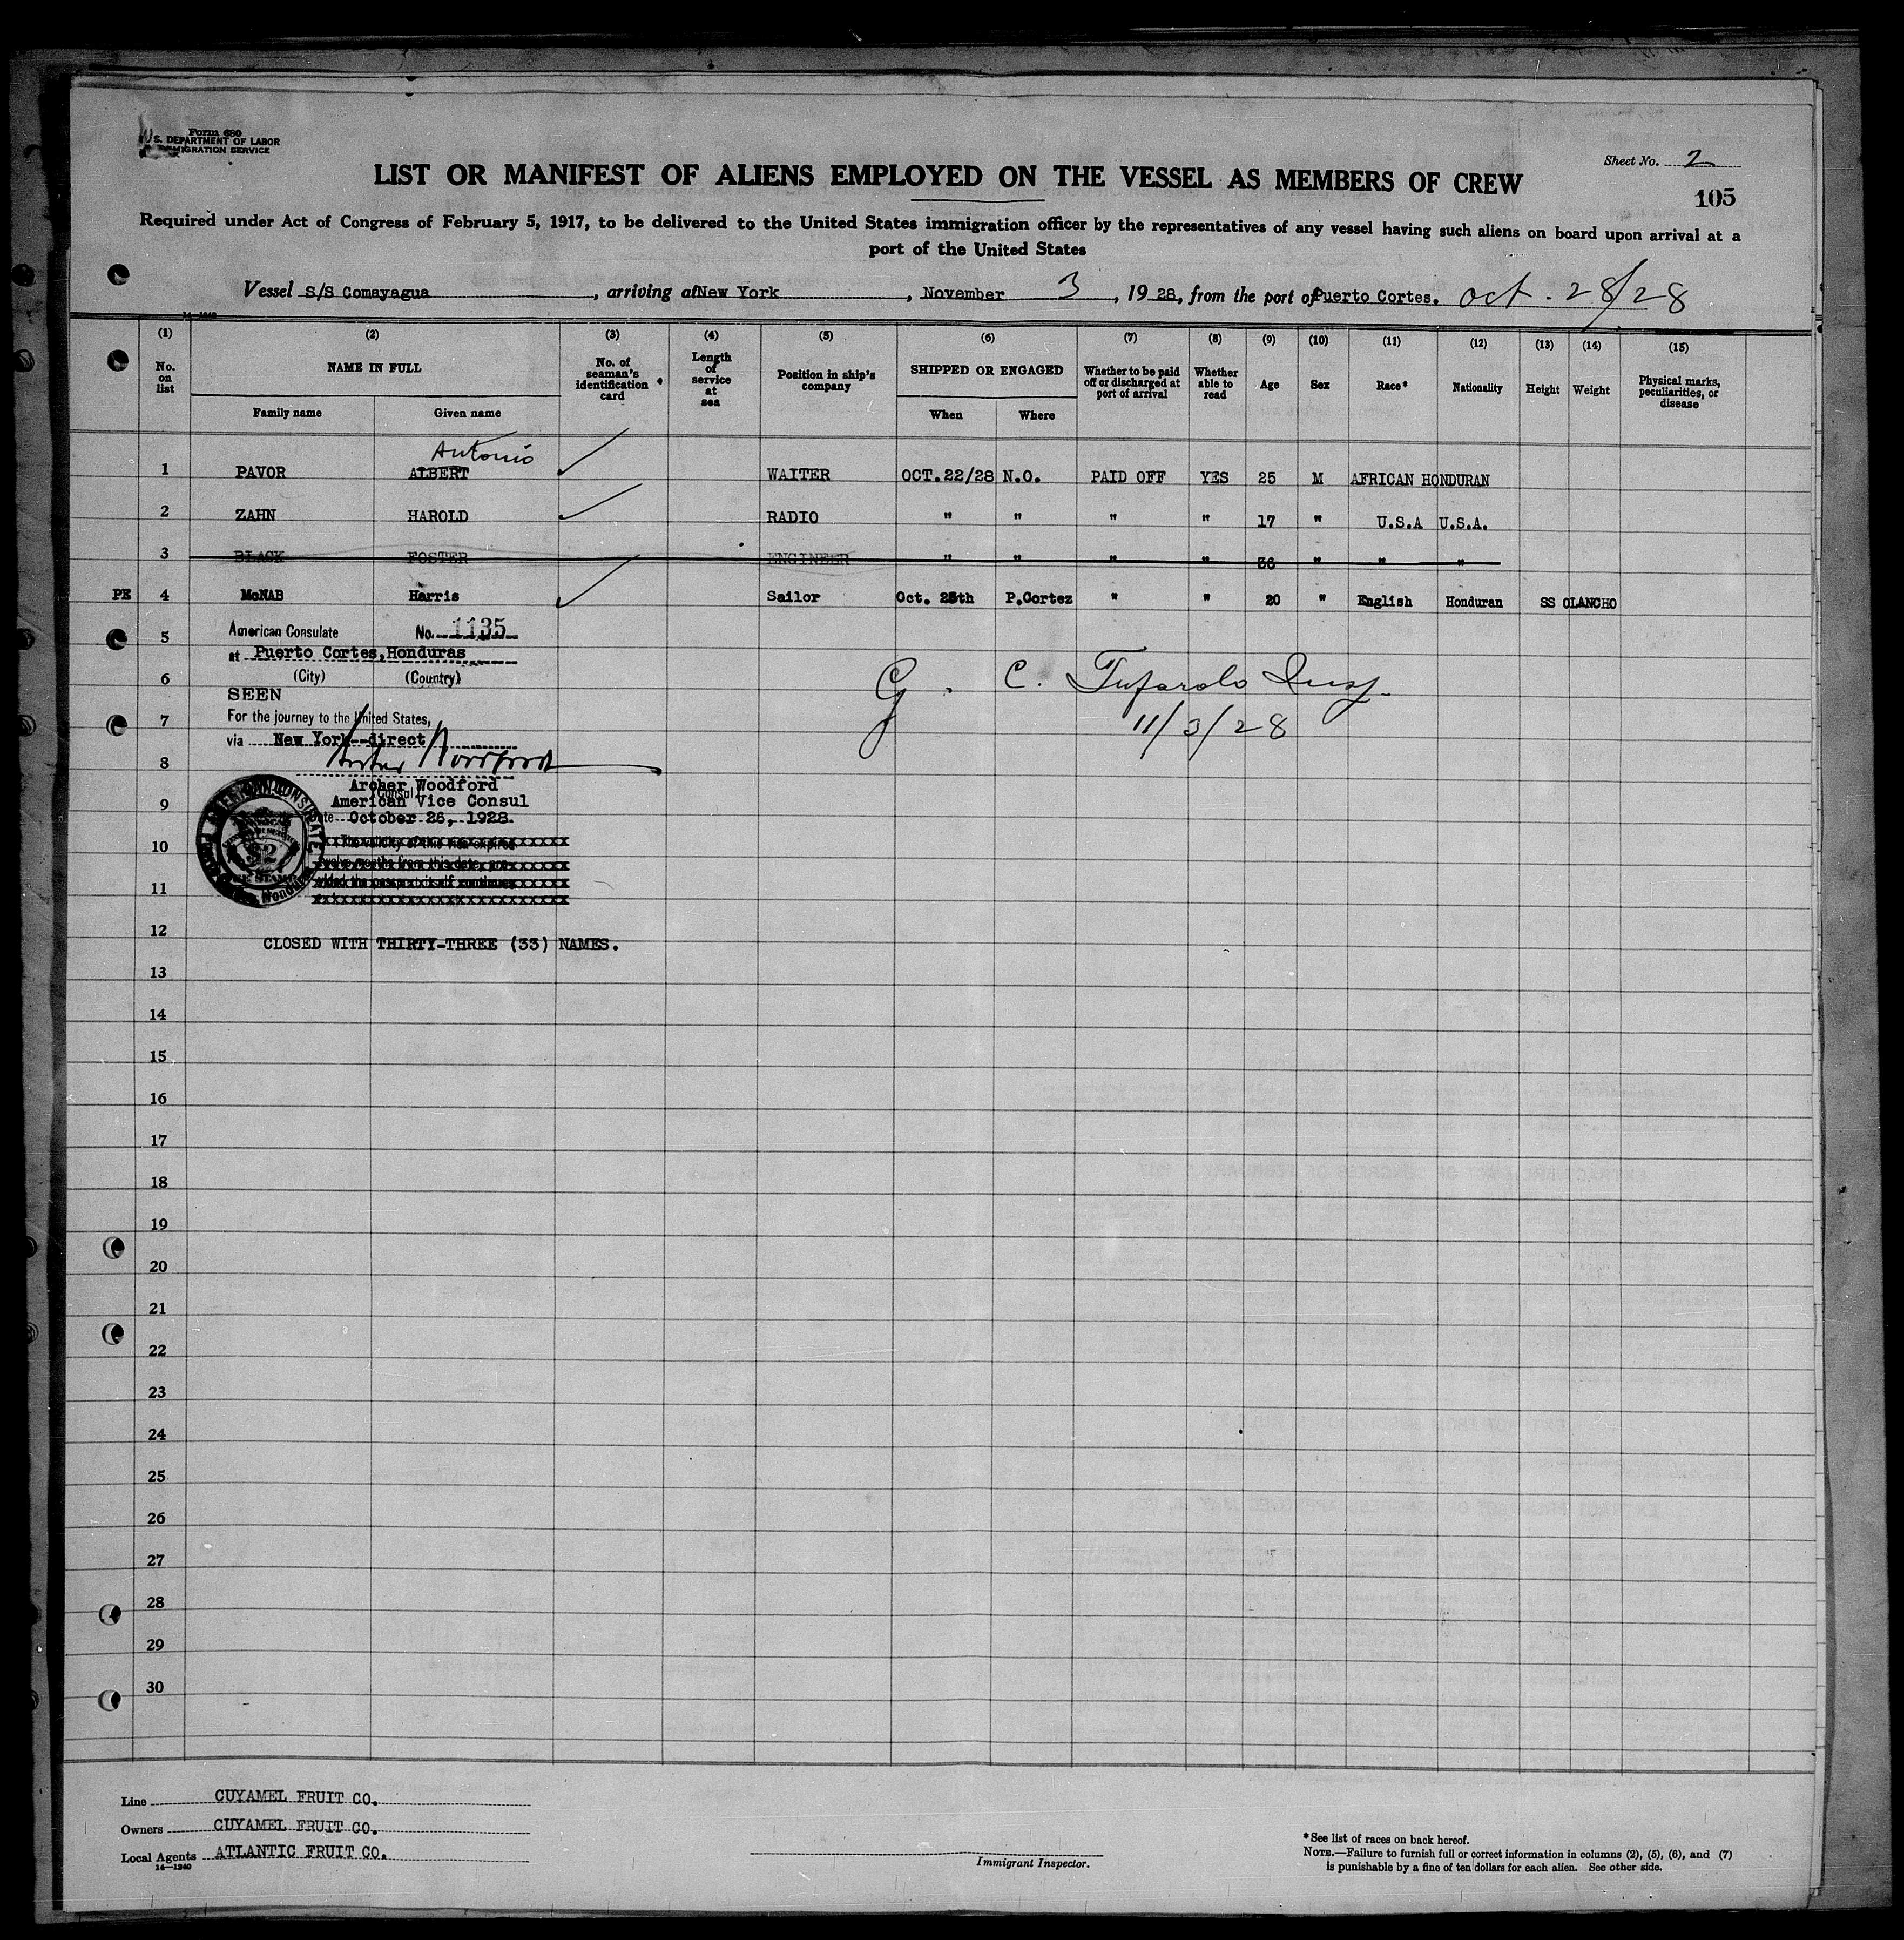 Form 680
U. S. DEPARTMENT OF LABOR
IMMIGRATION SERVICE
Sheet No. 2
LIST OR MANIFEST OF ALIENS EMPLOYED ON THE VESSEL AS MEMBERS OF CREW
105
Required under Act of Congress of February 5, 1917, to be delivered to the United States immigration officer by the representatives of any vessel having such aliens on board upon arrival at a
port of the United States
Vessel S/S Comayagua, arriving at New York, November 3, 1928, from the port of Puerto Cortes. Oct. 28/28
14—1240
(1) (2) (3) (4) (5) (6) (7) (8) (9) (10) (11) (12) (13) (14) (15)
No. on list NAME IN FULL No. of seaman's identification card * Length of service at sea Position in ship's company SHIPPED OR ENGAGED Whether to be paid off or discharged at port of arrival Whether able to read Age Sex Race* Nationality Height Weight Physical marks, peculiarities, or disease
Family name Given name When Where
Antonio
1 PAVOR ALBERT WAITER OCT.22/28 N.O. PAID OFF YES 25 M AFRICAN HONDURAN
2 ZAHN HAROLD RADIO " " " " 17 " U.S.A U.S.A.
3 BLACK FOSTER ENGINEER " " " " 36 " " "
PE 4 McNAB Harris Sailor Oct. 25th P.Cortez " " 20 " English Honduran SS OLANCHO
5 American Consulate No. 1135
at Puerto Cortes, Honduras
6 (City) (Country)
SEEN
G. C. Tufarolo Insp.
7 For the journey to the United States,
11/3/28
via New York--direct
8 Archer Woodford
Archer Woodford
(Consul)
9 American Vice Consul
Date October 26, 1928.
10
11
12 CLOSED WITH THIRTY-THREE (33) NAMES.
13
14
15
16
17
18
19
20
21
22
23
24
25
26
27
28
29
30
Line CUYAMEL FRUIT CO.
Owners CUYAMEL FRUIT CO.
Local Agents ATLANTIC FRUIT CO.
14—1240
Immigrant Inspector.
*See list of races on back hereof.
NOTE.—Failure to furnish full or correct information in columns (2), (5), (6), and (7)
is punishable by a fine of ten dollars for each alien. See other side.